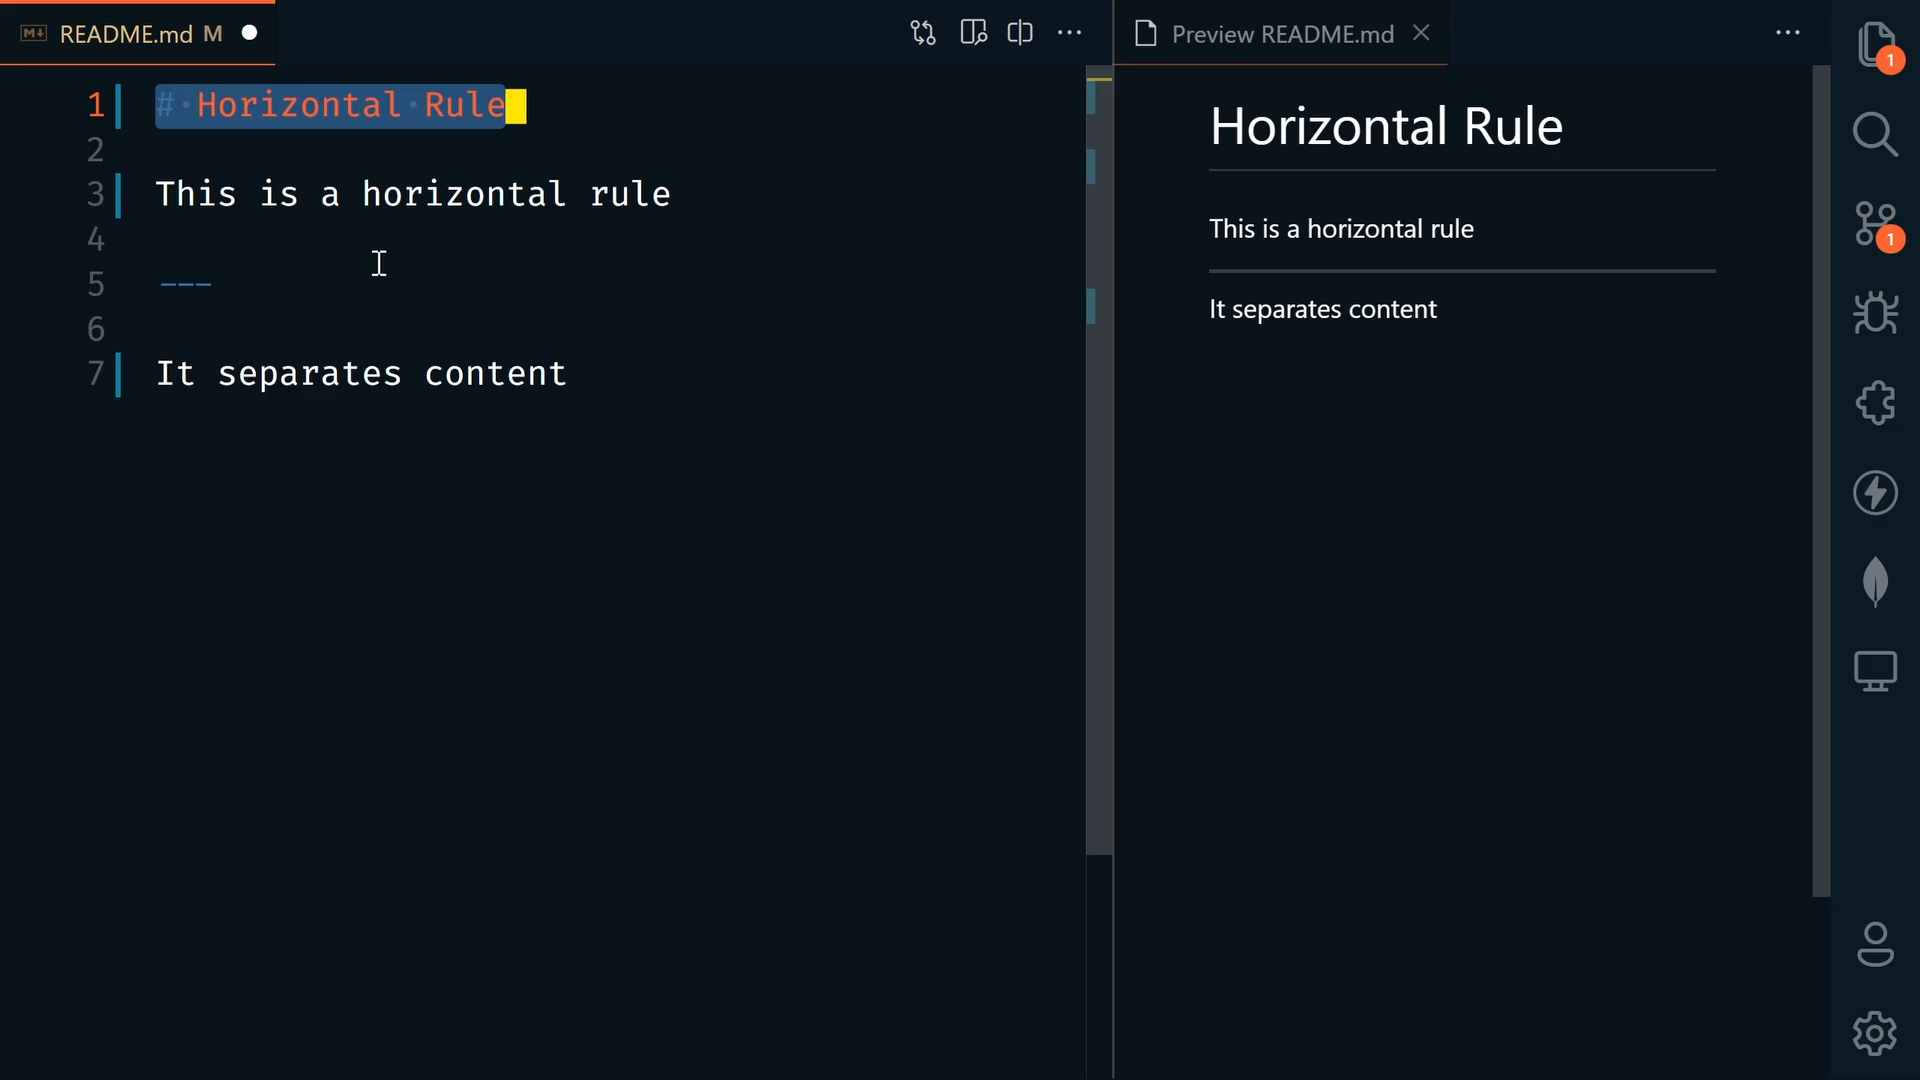 README.md M
Preview README.md
1 # Horizontal Rule
2
3 This is a horizontal rule
4
5 ---
6
7 It separates content
Horizontal Rule
This is a horizontal rule
It separates content
1
1